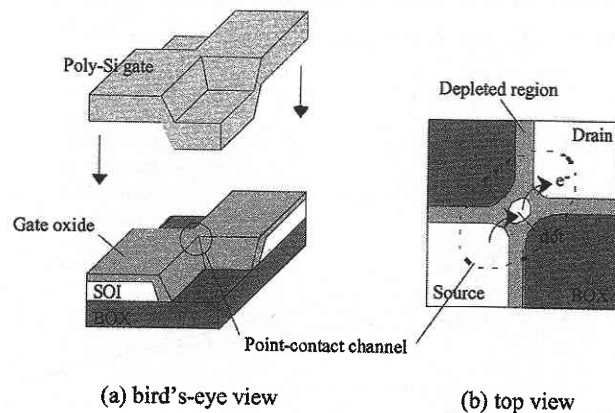 Poly-Si gate
Gate oxide
SOI
BOX
Point-contact channel
(a) bird's-eye view
Depleted region
Drain
e⁻
dot
Source
BOX
(b) top view